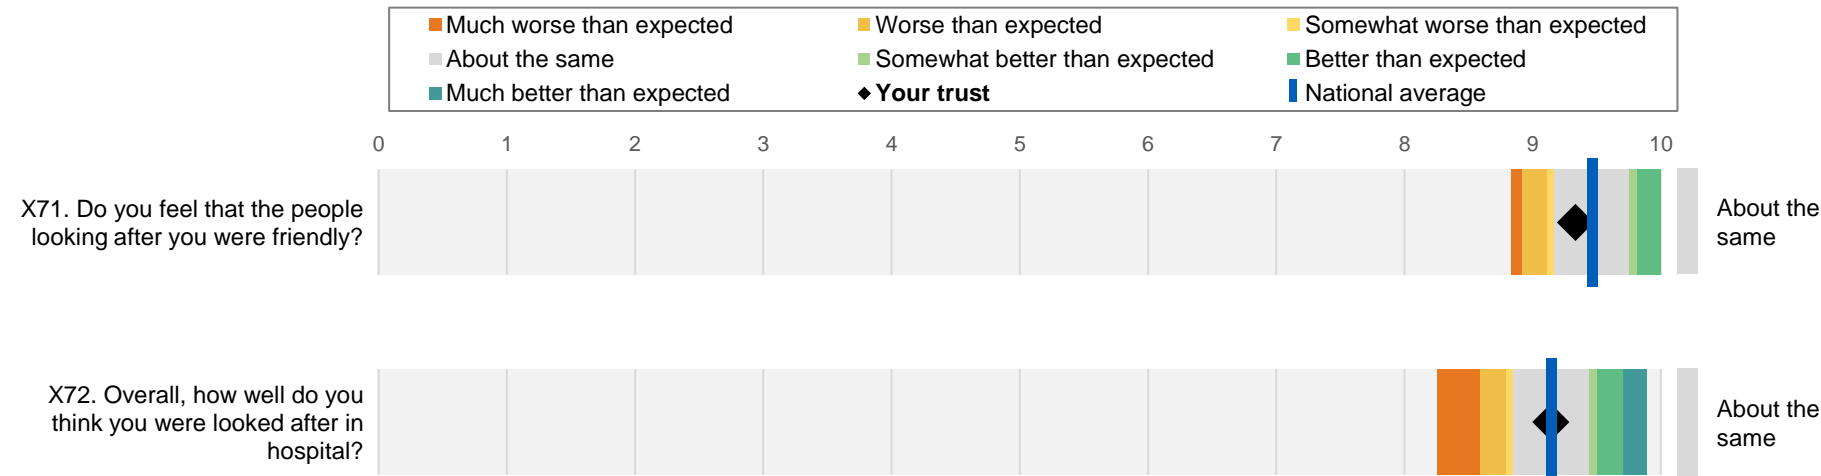 Much worse than expected
Worse than expected
Somewhat worse than expected
About the same
Somewhat better than expected
Better than expected
Much better than expected
Your trust
National average
0 1 2 3 4 5 6 7 8 9 10
X71. Do you feel that the people
looking after you were friendly?
About the
same
X72. Overall, how well do you
think you were looked after in
hospital?
About the
same